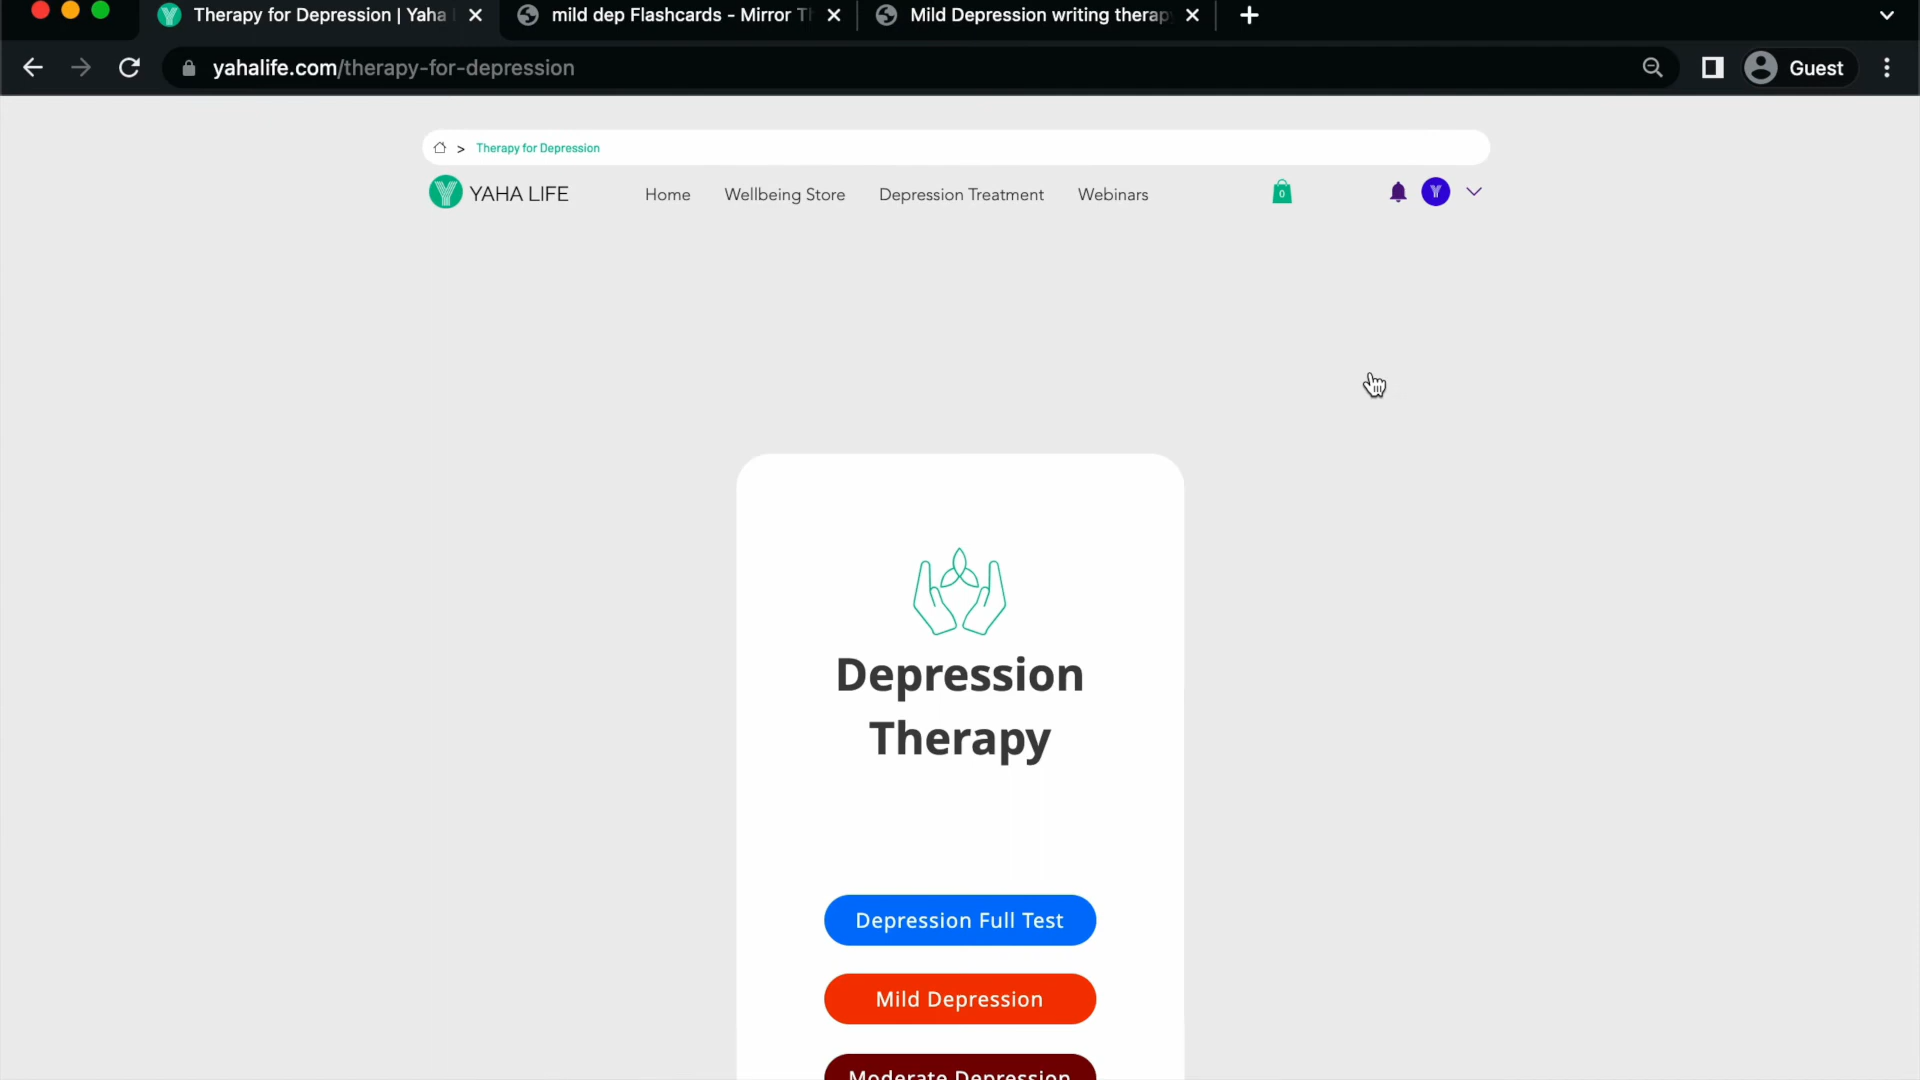 Therapy for Depression | Yaha
mild dep Flashcards - Mirror T
Mild Depression writing therap
yahalife.com/therapy-for-depression
Guest
> Therapy for Depression
YAHA LIFE
Home
Wellbeing Store
Depression Treatment
Webinars
0
Y
Depression
Therapy
Depression Full Test
Mild Depression
Moderate Depression